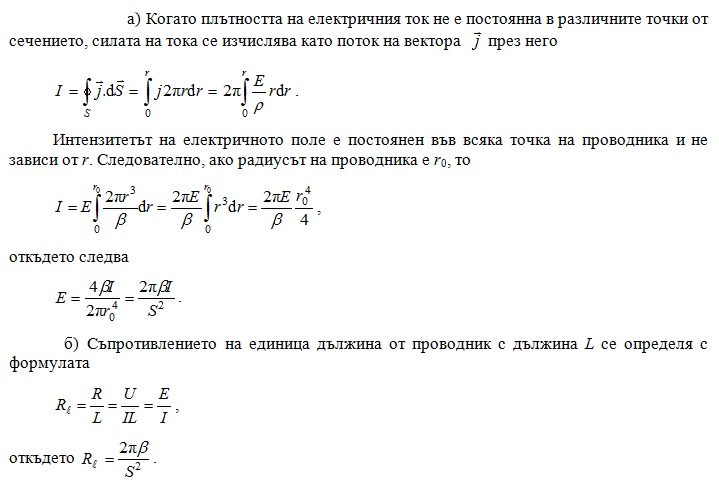 а) Когато плътността на електричния ток не е постоянна в различните точки от
сечението, силата на тока се изчислява като поток на вектора $\vec{j}$ през него
$I = \oint_S \vec{j}.\mathrm{d}\vec{S} = \int_0^r j2\pi r\mathrm{d}r = 2\pi\int_0^r \frac{E}{\rho} r\mathrm{d}r$ .
Интензитетът на електричното поле е постоянен във всяка точка на проводника и не
зависи от r. Следователно, ако радиусът на проводника е r₀, то
$I = E\int_0^{r_0} \frac{2\pi r^3}{\beta}\mathrm{d}r = \frac{2\pi E}{\beta}\int_0^{r_0} r^3\mathrm{d}r = \frac{2\pi E}{\beta}\frac{r_0^4}{4}$ ,
откъдето следва
$E = \frac{4\beta I}{2\pi r_0^4} = \frac{2\pi\beta I}{S^2}$ .
б) Съпротивлението на единица дължина от проводник с дължина L се определя с
формулата
$R_\ell = \frac{R}{L} = \frac{U}{IL} = \frac{E}{I}$ ,
откъдето $R_\ell = \frac{2\pi\beta}{S^2}$ .